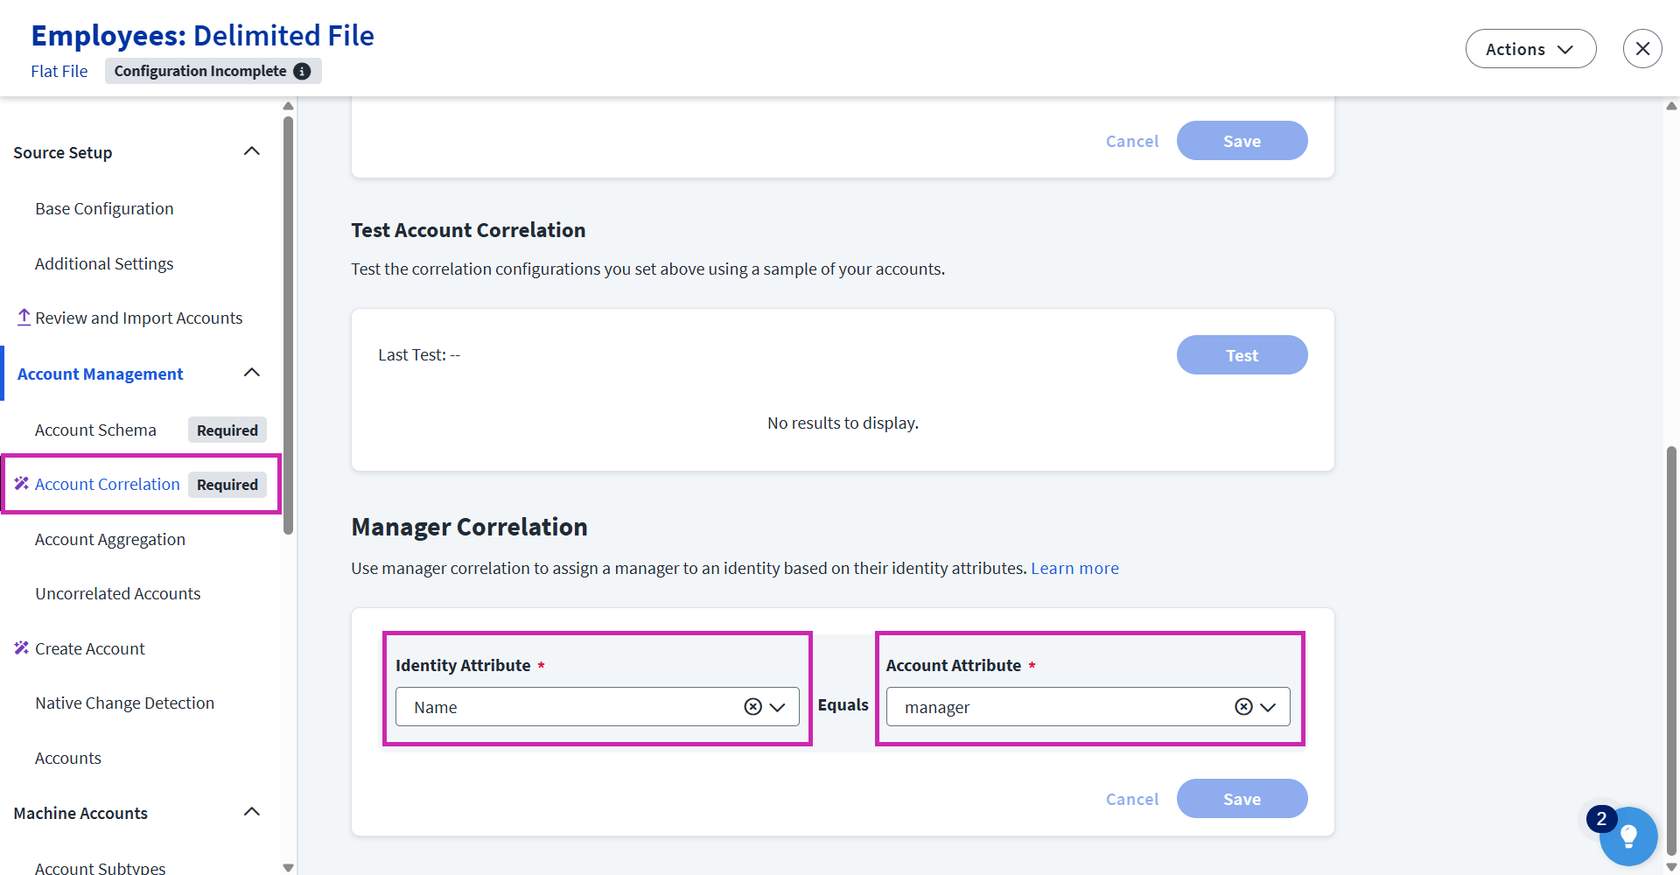 Employees: Delimited File
Flat File
Configuration Incomplete
Actions
Source Setup
Base Configuration
Additional Settings
Review and Import Accounts
Account Management
Account Schema Required
Account Correlation Required
Account Aggregation
Uncorrelated Accounts
Create Account
Native Change Detection
Accounts
Machine Accounts
Account Subtypes
Cancel Save
Test Account Correlation
Test the correlation configurations you set above using a sample of your accounts.
Last Test: --
Test
No results to display.
Manager Correlation
Use manager correlation to assign a manager to an identity based on their identity attributes. Learn more
Identity Attribute *
Name
Equals
Account Attribute *
manager
Cancel Save
2